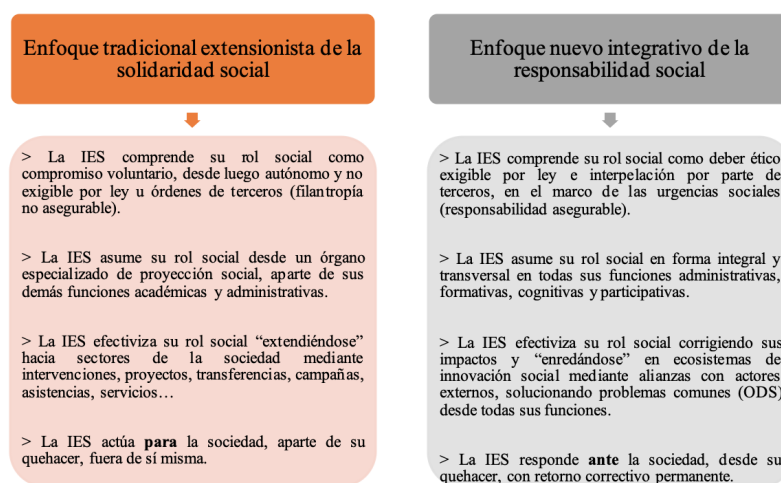 Enfoque tradicional extensionista de la
solidaridad social
> La IES comprende su rol social como
compromiso voluntario, desde luego autónomo y no
exigible por ley u órdenes de terceros (filantropía
no asegurable).
> La IES asume su rol social desde un órgano
especializado de proyección social, aparte de sus
demás funciones académicas y administrativas.
> La IES efectiviza su rol social “extendiéndose”
hacia sectores de la sociedad mediante
intervenciones, proyectos, transferencias, campañas,
asistencias, servicios…
> La IES actúa para la sociedad, aparte de su
quehacer, fuera de sí misma.
Enfoque nuevo integrativo de la
responsabilidad social
> La IES comprende su rol social como deber ético
exigible por ley e interpelación por parte de
terceros, en el marco de las urgencias sociales
(responsabilidad asegurable).
> La IES asume su rol social en forma integral y
transversal en todas sus funciones administrativas,
formativas, cognitivas y participativas.
> La IES efectiviza su rol social corrigiendo sus
impactos y “enredándose” en ecosistemas de
innovación social mediante alianzas con actores
externos, solucionando problemas comunes (ODS)
desde todas sus funciones.
> La IES responde ante la sociedad, desde su
quehacer, con retorno correctivo permanente.